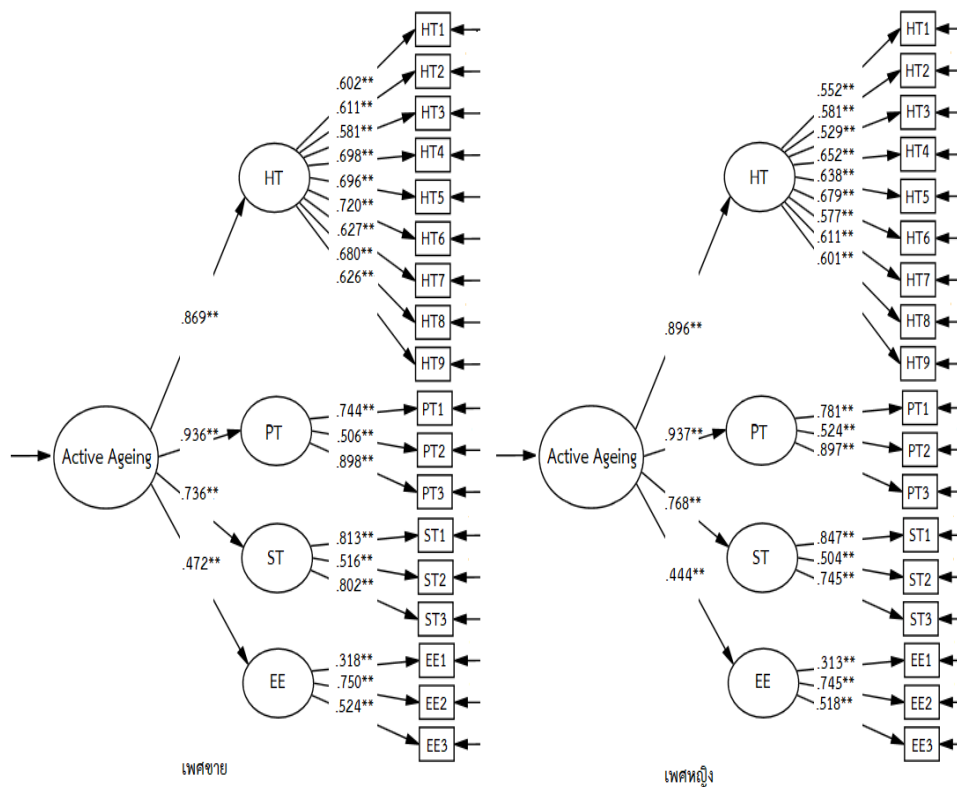 HT1
HT2
HT3
HT4
HT5
HT6
HT7
HT8
HT9
.602**
.611**
.581**
.698**
.696**
.720**
.627**
.680**
.626**
HT
.869**
Active Ageing
.936**
.736**
.472**
PT
.744**
.506**
.898**
PT1
PT2
PT3
ST
.813**
.516**
.802**
ST1
ST2
ST3
EE
.318**
.750**
.524**
EE1
EE2
EE3
เพศชาย
HT1
HT2
HT3
HT4
HT5
HT6
HT7
HT8
HT9
.552**
.581**
.529**
.652**
.638**
.679**
.577**
.611**
.601**
HT
.896**
Active Ageing
.937**
.768**
.444**
PT
.781**
.524**
.897**
PT1
PT2
PT3
ST
.847**
.504**
.745**
ST1
ST2
ST3
EE
.313**
.745**
.518**
EE1
EE2
EE3
เพศหญิง